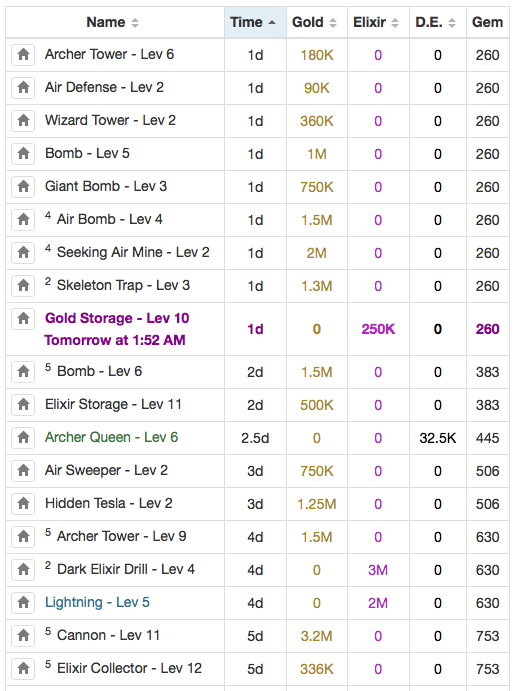 Name Time Gold Elixir D.E. Gem
Archer Tower - Lev 6 1d 180K 0 0 260
Air Defense - Lev 2 1d 90K 0 0 260
Wizard Tower - Lev 2 1d 360K 0 0 260
Bomb - Lev 5 1d 1M 0 0 260
Giant Bomb - Lev 3 1d 750K 0 0 260
4 Air Bomb - Lev 4 1d 1.5M 0 0 260
4 Seeking Air Mine - Lev 2 1d 2M 0 0 260
2 Skeleton Trap - Lev 3 1d 1.3M 0 0 260
Gold Storage - Lev 10
Tomorrow at 1:52 AM 1d 0 250K 0 260
5 Bomb - Lev 6 2d 1.5M 0 0 383
Elixir Storage - Lev 11 2d 500K 0 0 383
Archer Queen - Lev 6 2.5d 0 0 32.5K 445
Air Sweeper - Lev 2 3d 750K 0 0 506
Hidden Tesla - Lev 2 3d 1.25M 0 0 506
5 Archer Tower - Lev 9 4d 1.5M 0 0 630
2 Dark Elixir Drill - Lev 4 4d 0 3M 0 630
Lightning - Lev 5 4d 0 2M 0 630
5 Cannon - Lev 11 5d 3.2M 0 0 753
5 Elixir Collector - Lev 12 5d 336K 0 0 753